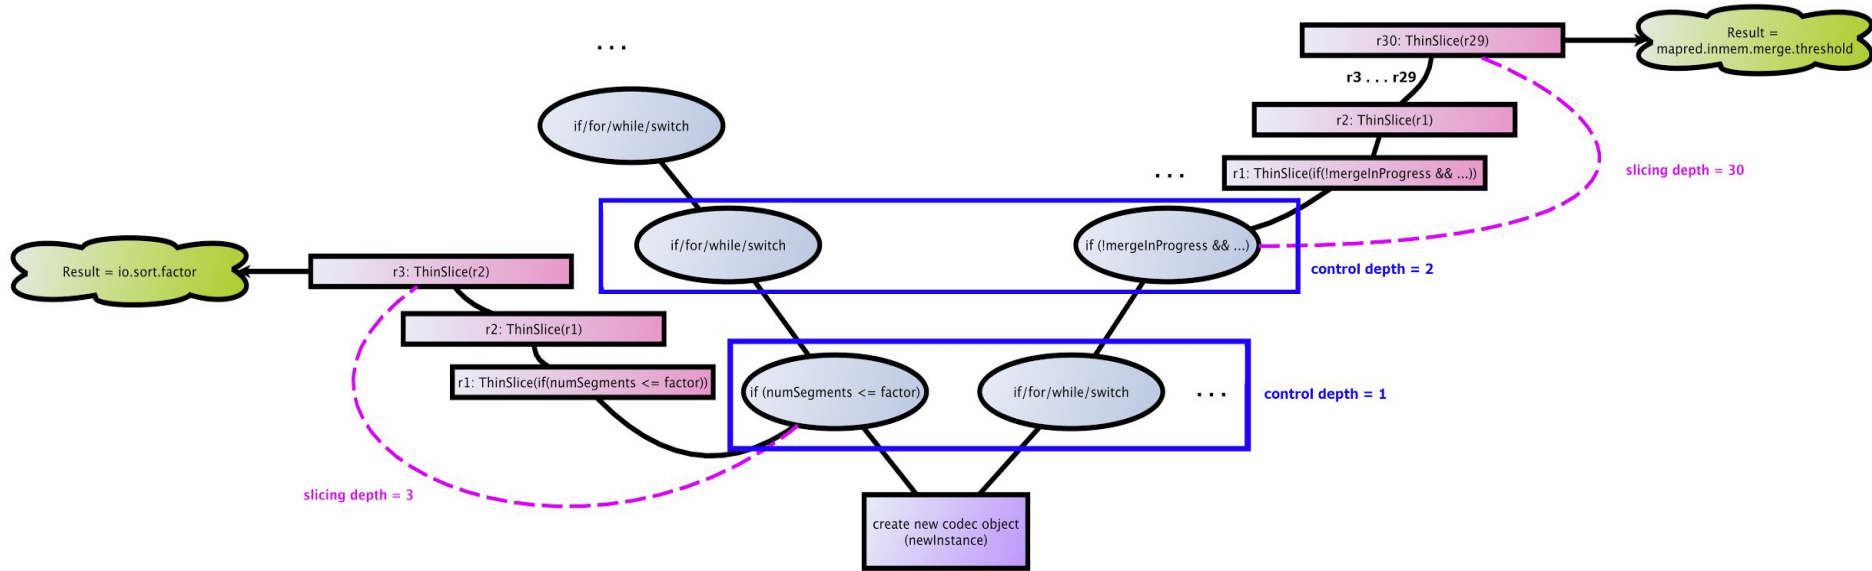 r30: ThinSlice(r29)
Result =
mapred.inmem.merge.threshold
. . .
r3 . . . r29
if/for/while/switch
r2: ThinSlice(r1)
. . .
r1: ThinSlice(if(!mergeInProgress && ...))
slicing depth = 30
if/for/while/switch
if (!mergeInProgress && ...)
control depth = 2
Result = io.sort.factor
r3: ThinSlice(r2)
r2: ThinSlice(r1)
r1: ThinSlice(if(numSegments <= factor))
if (numSegments <= factor)
if/for/while/switch
. . .
control depth = 1
slicing depth = 3
create new codec object
(newInstance)